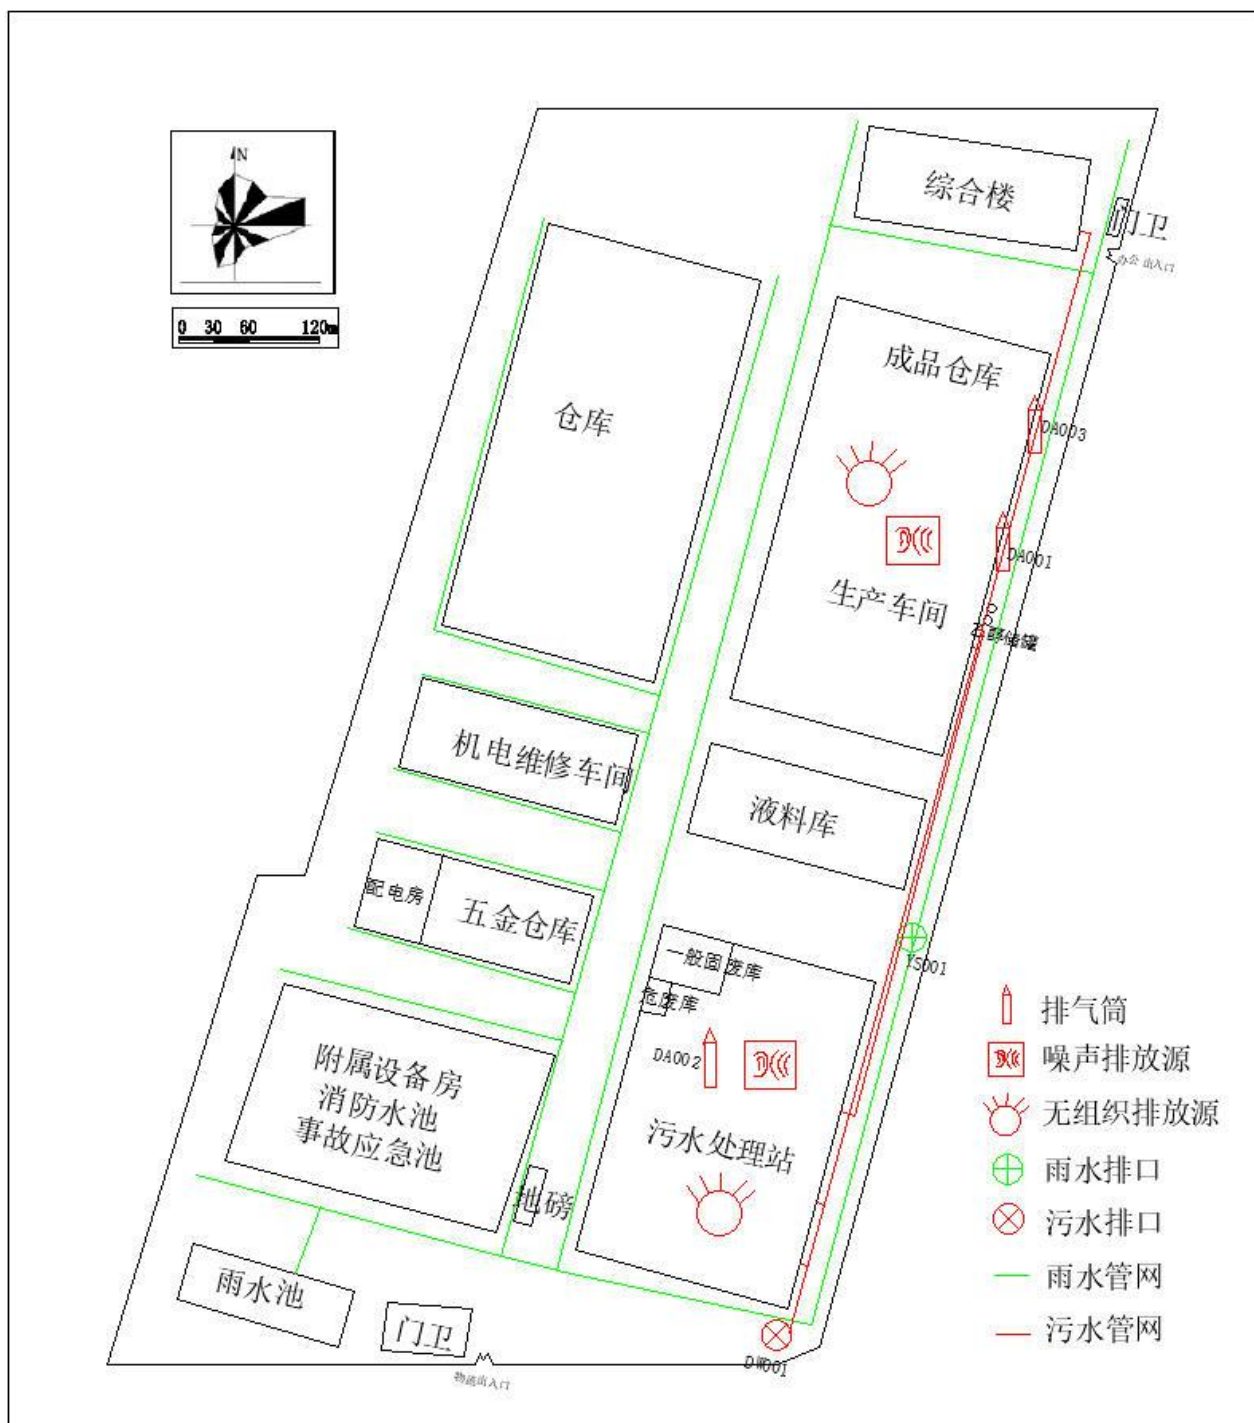 N
0 30 60 120m
综合楼
门卫
办公出入口
成品仓库
仓库
DA003
DA001
生产车间
乙醇储罐
机电维修车间
液料库
配电房
五金仓库
一般固废库
YS001
危废库
DA002
附属设备房
消防水池
事故应急池
污水处理站
地磅
雨水池
门卫
DW001
物流出入口
排气筒
噪声排放源
无组织排放源
雨水排口
污水排口
雨水管网
污水管网